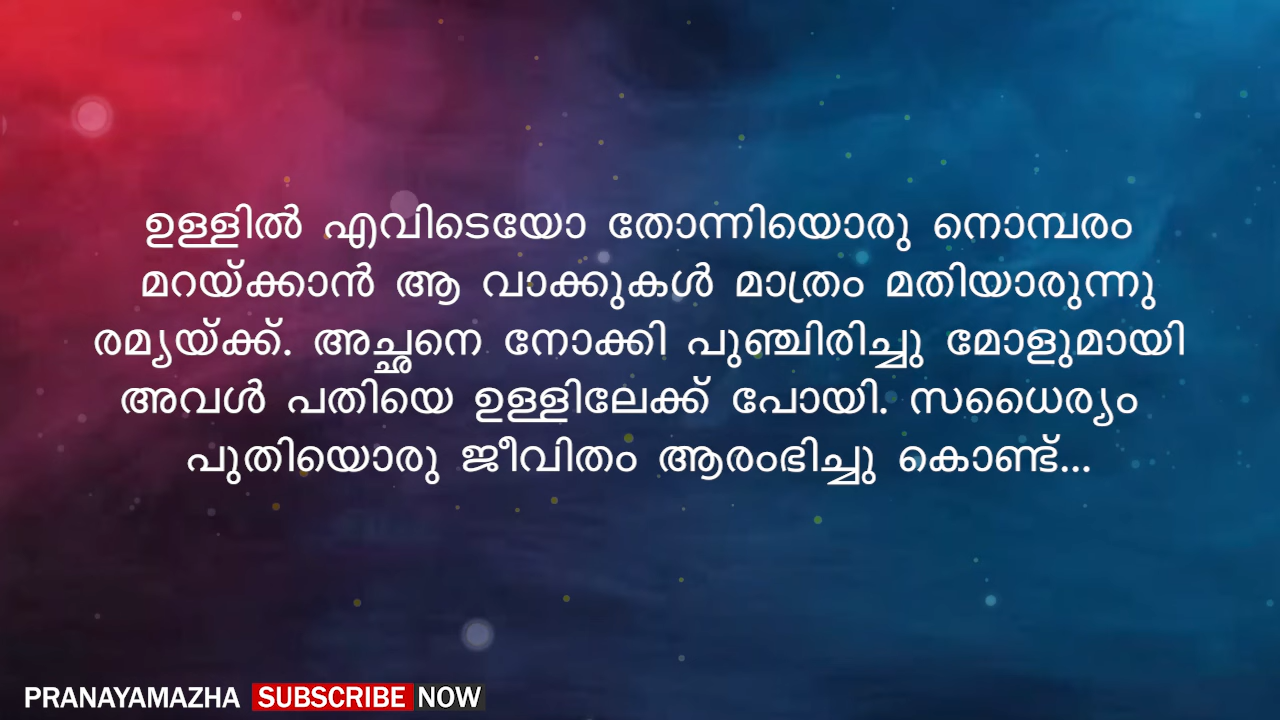 ഉള്ളിൽ എവിടെയോ തോന്നിയൊരു നൊമ്പരം
മറയ്ക്കാൻ ആ വാക്കുകൾ മാത്രം മതിയാരുന്നു
രമ്യയ്ക്ക്. അച്ഛനെ നോക്കി പുഞ്ചിരിച്ചു മോളുമായി
അവൾ പതിയെ ഉള്ളിലേക്ക് പോയി. സധൈര്യം
പുതിയൊരു ജീവിതം ആരംഭിച്ചു കൊണ്ട്...
PRANAYAMAZHA SUBSCRIBE NOW